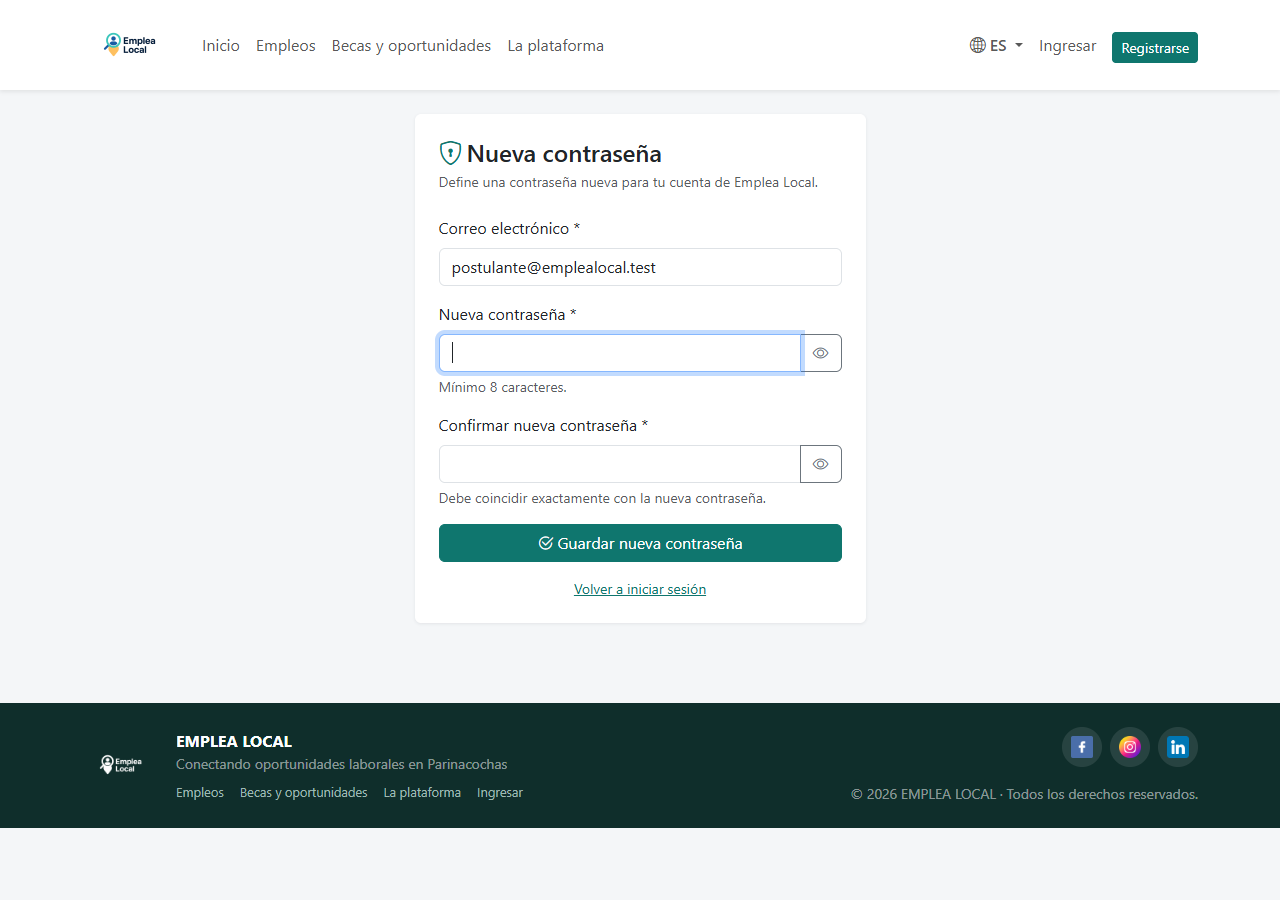 Emplea
Local
Inicio
Empleos
Becas y oportunidades
La plataforma
ES
Ingresar
Registrarse
Nueva contraseña
Define una contraseña nueva para tu cuenta de Emplea Local.
Correo electrónico *
postulante@emplealocal.test
Nueva contraseña *
Mínimo 8 caracteres.
Confirmar nueva contraseña *
Debe coincidir exactamente con la nueva contraseña.
Guardar nueva contraseña
Volver a iniciar sesión
Emplea
Local
EMPLEA LOCAL
Conectando oportunidades laborales en Parinacochas
Empleos
Becas y oportunidades
La plataforma
Ingresar
© 2026 EMPLEA LOCAL · Todos los derechos reservados.